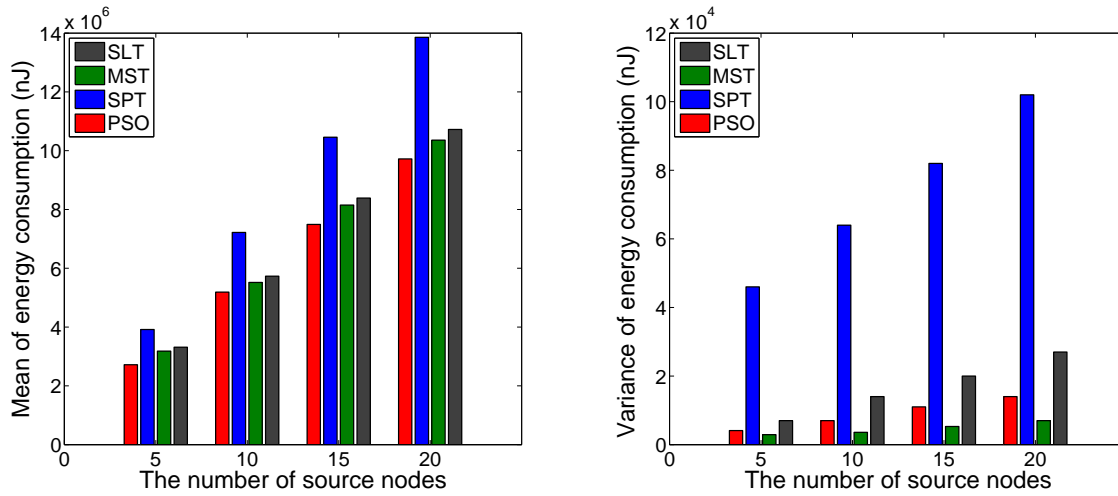 x 10^6
14
12
10
8
6
4
2
0
Mean of energy consumption (nJ)
SLT
MST
SPT
PSO
0 5 10 15 20
The number of source nodes
x 10^4
12
10
8
6
4
2
0
Variance of energy consumption (nJ)
SLT
MST
SPT
PSO
0 5 10 15 20
The number of source nodes